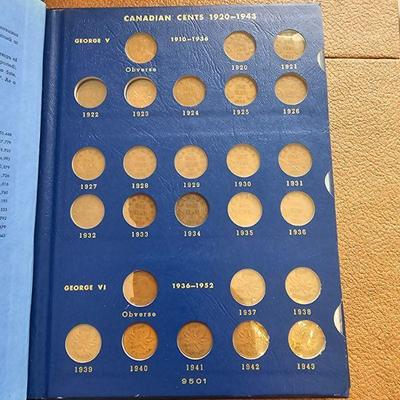 CANADIAN CENTS 1920-1943
GEORGE V 1910-1936
Obverse 1920 1921
1922 1923 1924 1925 1926
1927 1928 1929 1930 1931
1932 1933 1934 1935 1936
GEORGE VI 1936-1952
Obverse 1937 1938
1939 1940 1941 1942 1943
9501